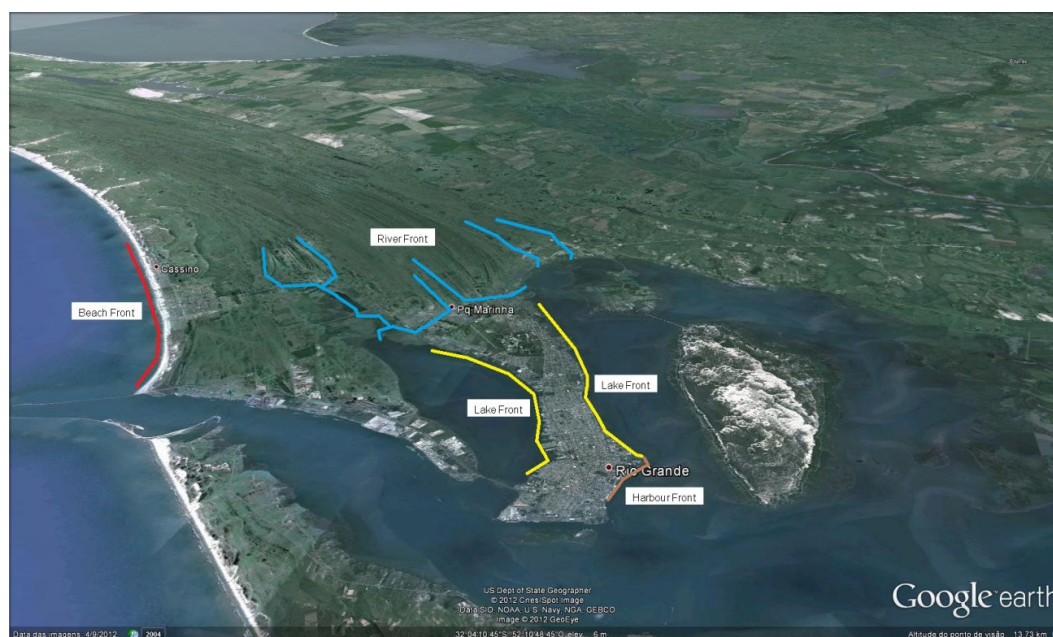 River Front
Cassino
Beach Front
Pq Marinha
Lake Front
Lake Front
Rio Grande
Harbour Front
US Dept of State Geographer
© 2012 Cnes/Spot Image
Data SIO, NOAA, U.S. Navy, NGA, GEBCO
Image © 2012 GeoEye
Google earth
Data das imagens: 4/9/2012 2004 32°04'10.45"S 52°10'48.45"O elev. 6 m Altitude do ponto de visão 13.73 km